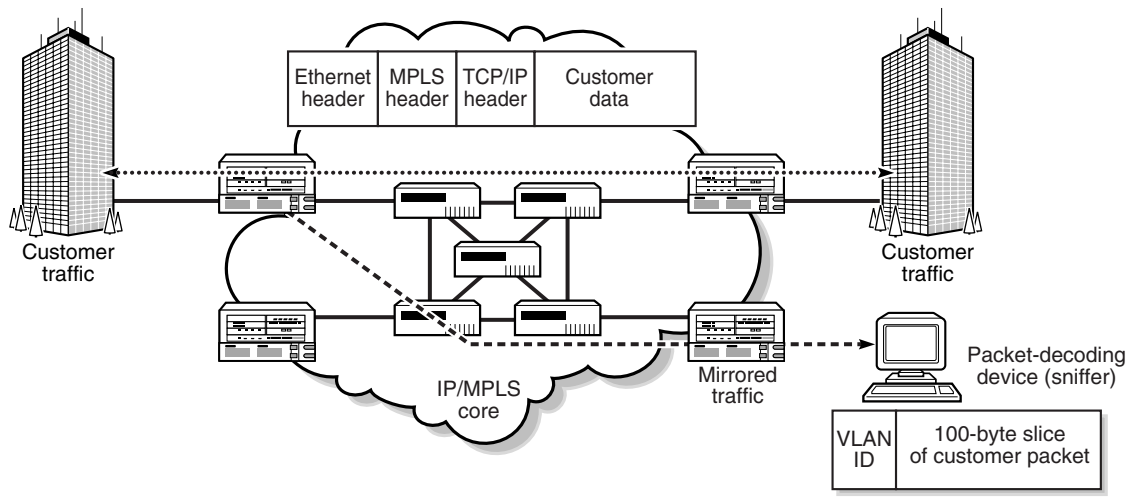 Ethernet
header
MPLS
header
TCP/IP
header
Customer
data
Customer
traffic
Customer
traffic
IP/MPLS
core
Mirrored
traffic
Packet-decoding
device (sniffer)
VLAN
ID
100-byte slice
of customer packet